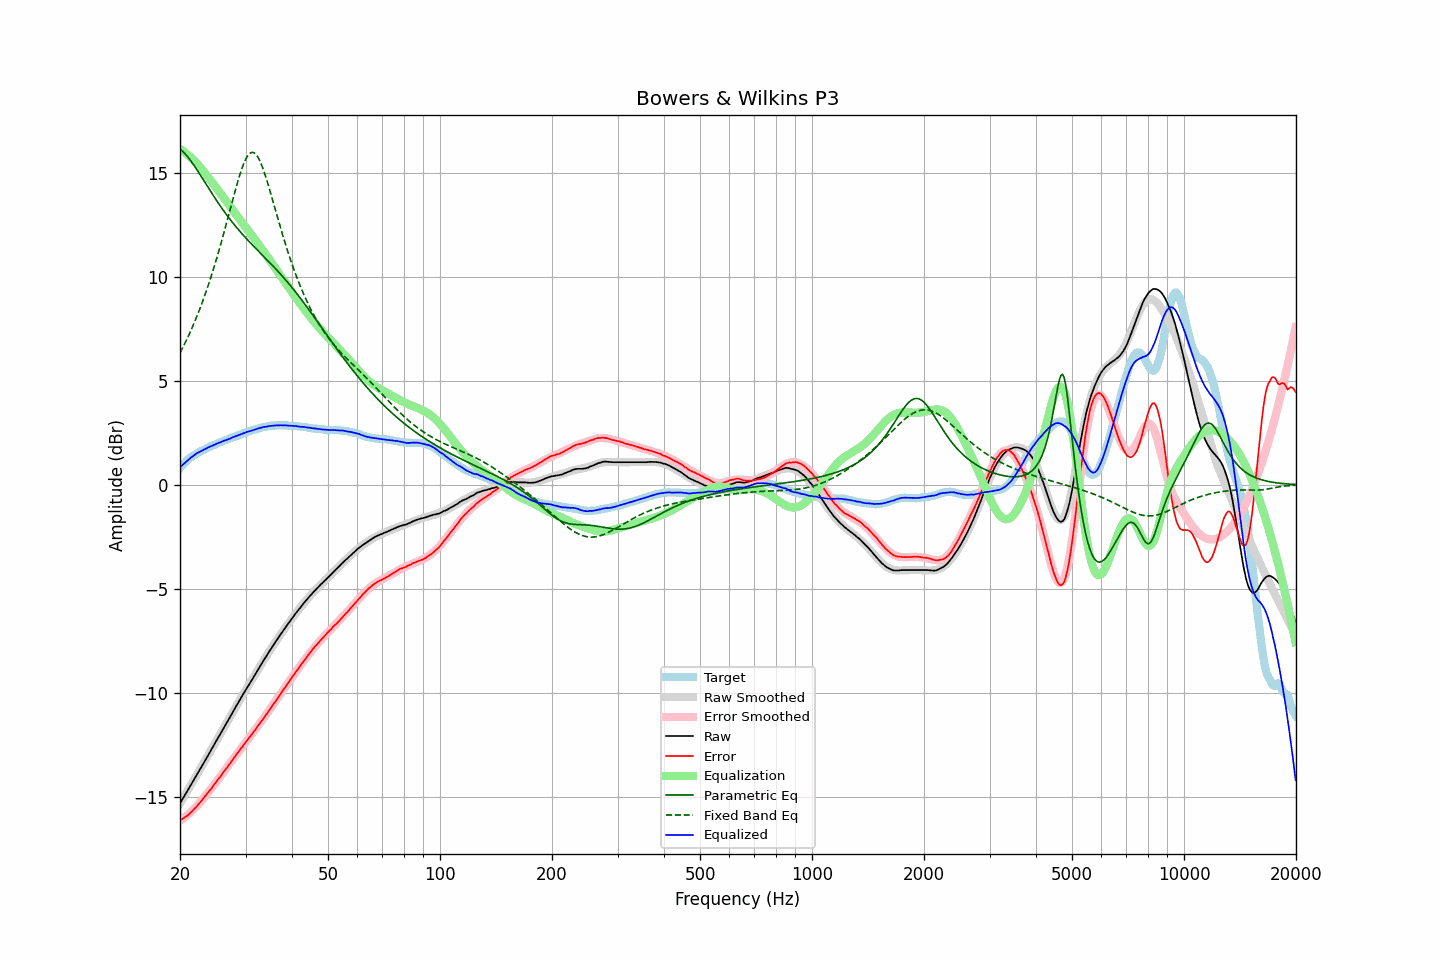 Bowers & Wilkins P3
Amplitude (dBr)
15
10
5
0
−5
−10
−15
Target
Raw Smoothed
Error Smoothed
Raw
Error
Equalization
Parametric Eq
Fixed Band Eq
Equalized
20
50
100
200
500
1000
2000
5000
10000
20000
Frequency (Hz)